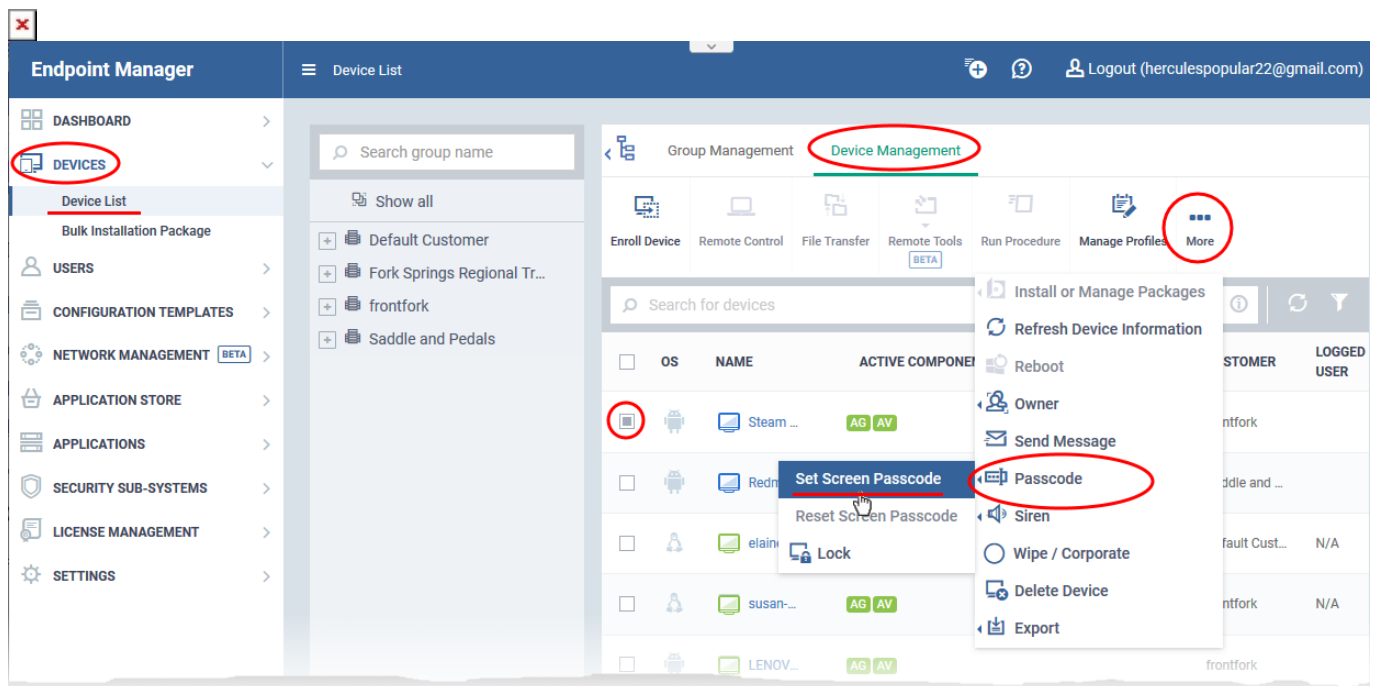 Endpoint Manager
Device List
Logout (herculespopular22@gmail.com)
DASHBOARD
DEVICES
Device List
Bulk Installation Package
USERS
CONFIGURATION TEMPLATES
NETWORK MANAGEMENT BETA
APPLICATION STORE
APPLICATIONS
SECURITY SUB-SYSTEMS
LICENSE MANAGEMENT
SETTINGS
Search group name
Show all
Default Customer
Fork Springs Regional Tr...
frontfork
Saddle and Pedals
Group Management
Device Management
Enroll Device
Remote Control
File Transfer
Remote Tools
BETA
Run Procedure
Manage Profiles
More
Search for devices
OS
NAME
ACTIVE COMPONE
STOMER
LOGGED
USER
Steam ...
AG AV
ntfork
Redm
ddle and ...
elaine
fault Cust...
N/A
susan-...
AG AV
ntfork
N/A
LENOV...
AG AV
frontfork
Install or Manage Packages
Refresh Device Information
Reboot
Owner
Send Message
Passcode
Siren
Wipe / Corporate
Delete Device
Export
Set Screen Passcode
Reset Screen Passcode
Lock